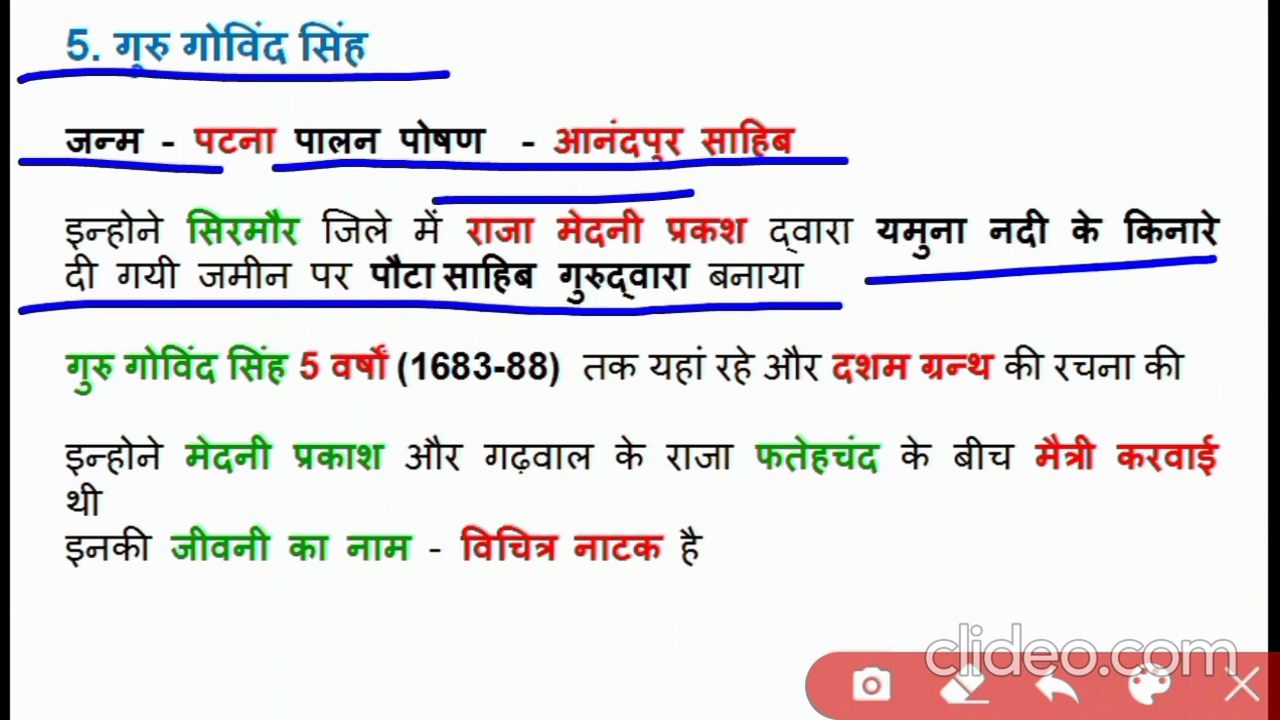 5. गुरु गोविंद सिंह
जन्म - पटना पालन पोषण - आनंदपुर साहिब
इन्होने सिरमौर जिले में राजा मेदनी प्रकश द्वारा यमुना नदी के किनारे
दी गयी जमीन पर पौटा साहिब गुरुद्वारा बनाया
गुरु गोविंद सिंह 5 वर्षों (1683-88) तक यहां रहे और दशम ग्रन्थ की रचना की
इन्होने मेदनी प्रकाश और गढ़वाल के राजा फतेहचंद के बीच मैत्री करवाई
थी
इनकी जीवनी का नाम - विचित्र नाटक है
clideo.com